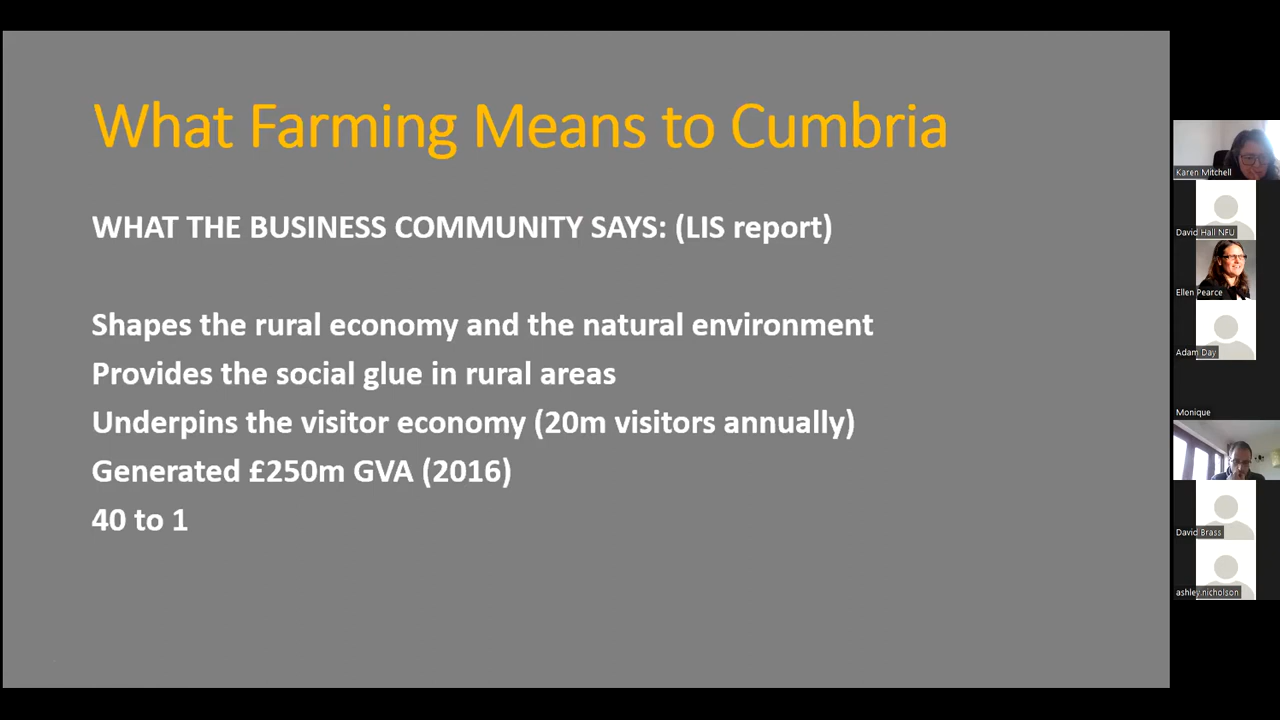 What Farming Means to Cumbria
WHAT THE BUSINESS COMMUNITY SAYS: (LIS report)
Shapes the rural economy and the natural environment
Provides the social glue in rural areas
Underpins the visitor economy (20m visitors annually)
Generated £250m GVA (2016)
40 to 1
Karen Mitchell
David Hall NFU
Ellen Pearce
Adam Day
Monique
David Brass
ashley.nicholson